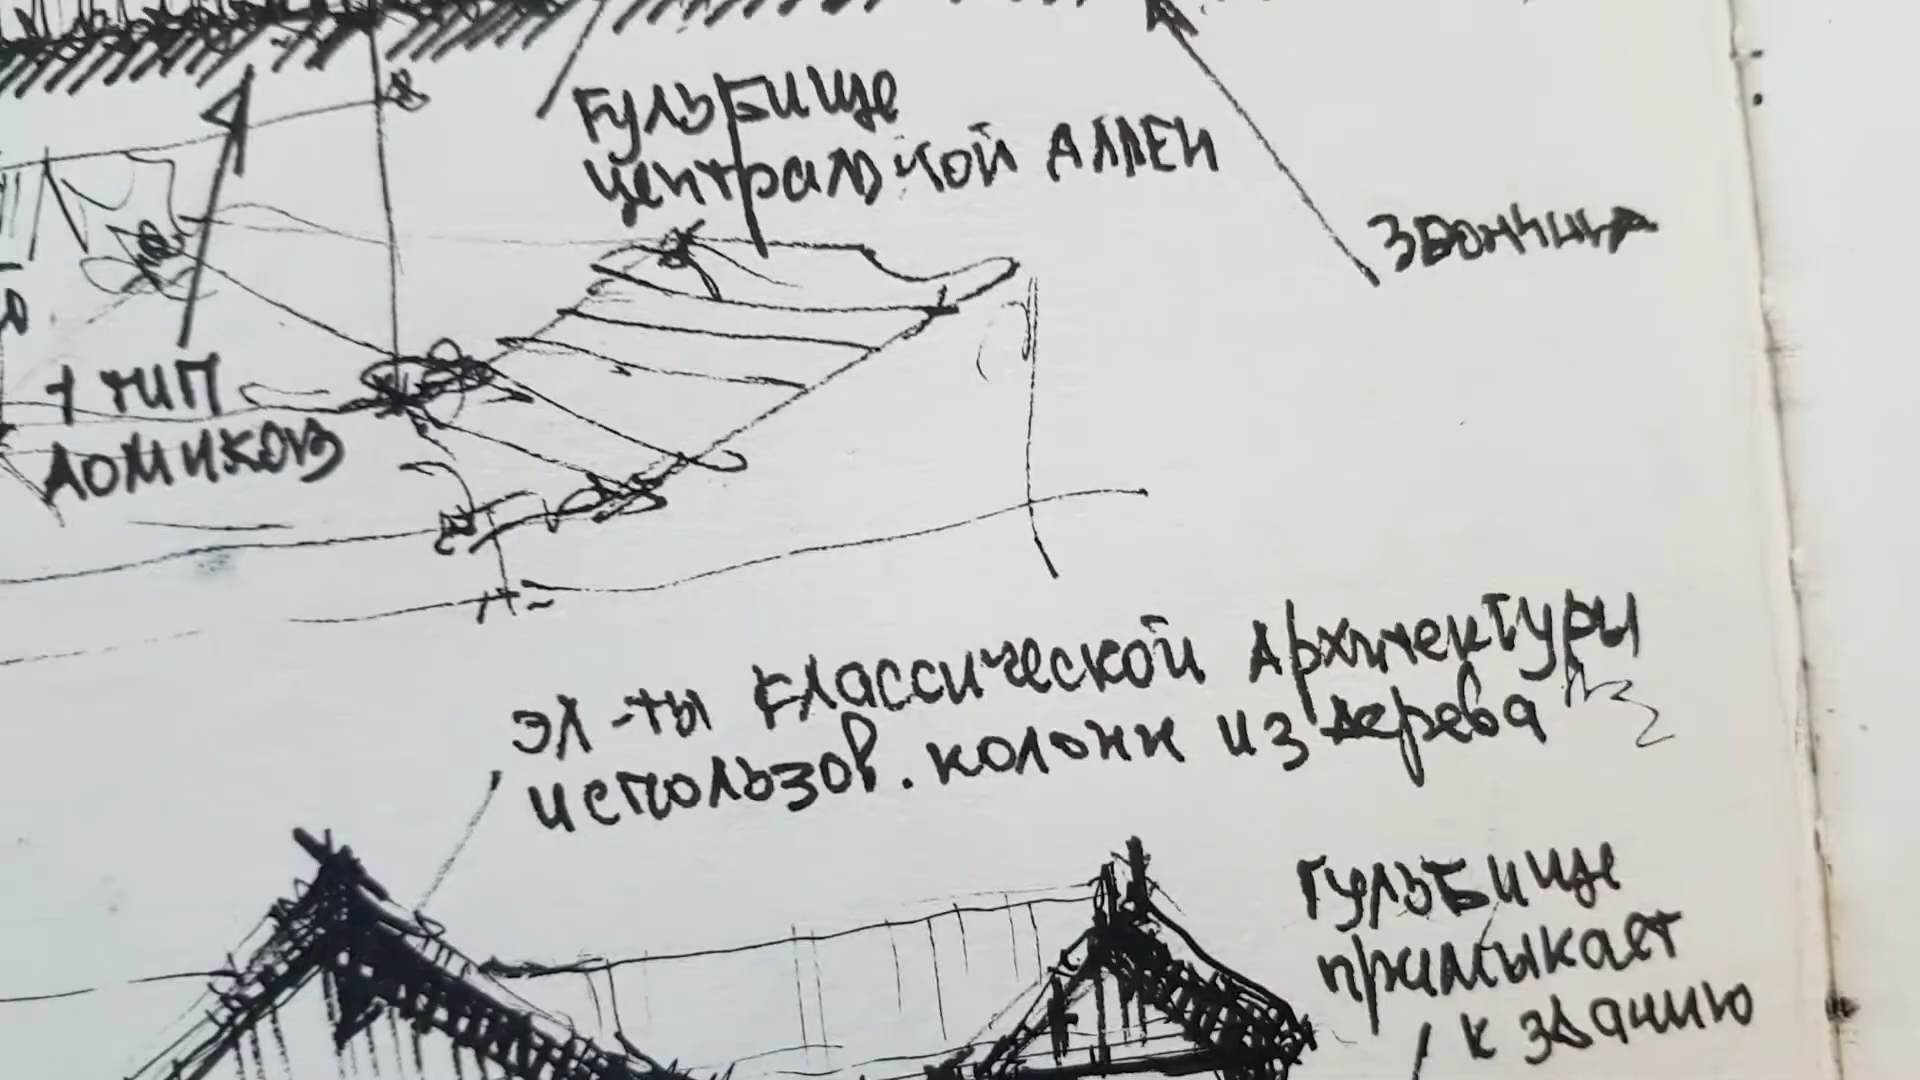 Гульбище
центральной аллеи
звонница
1 тип
домиков
эл-ты классической архитектуры
использов. колонн из дерева
Гульбище
примыкает
к зданию